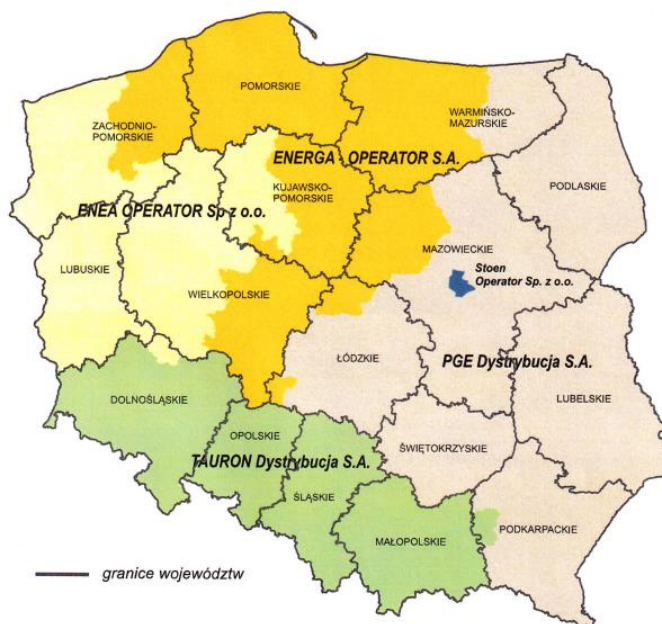 POMORSKIE
WARMIŃSKO-
MAZURSKIE
ZACHODNIO-
POMORSKIE
ENERGA - OPERATOR S.A.
PODLASKIE
KUJAWSKO-
POMORSKIE
ENEA OPERATOR Sp z o.o.
MAZOWIECKIE
LUBUSKIE
Stoen
Operator Sp. z o.o.
WIELKOPOLSKIE
ŁÓDZKIE
PGE Dystrybucja S.A.
DOLNOŚLĄSKIE
LUBELSKIE
OPOLSKIE
ŚWIĘTOKRZYSKIE
TAURON Dystrybucja S.A.
ŚLĄSKIE
PODKARPACKIE
MAŁOPOLSKIE
granice województw